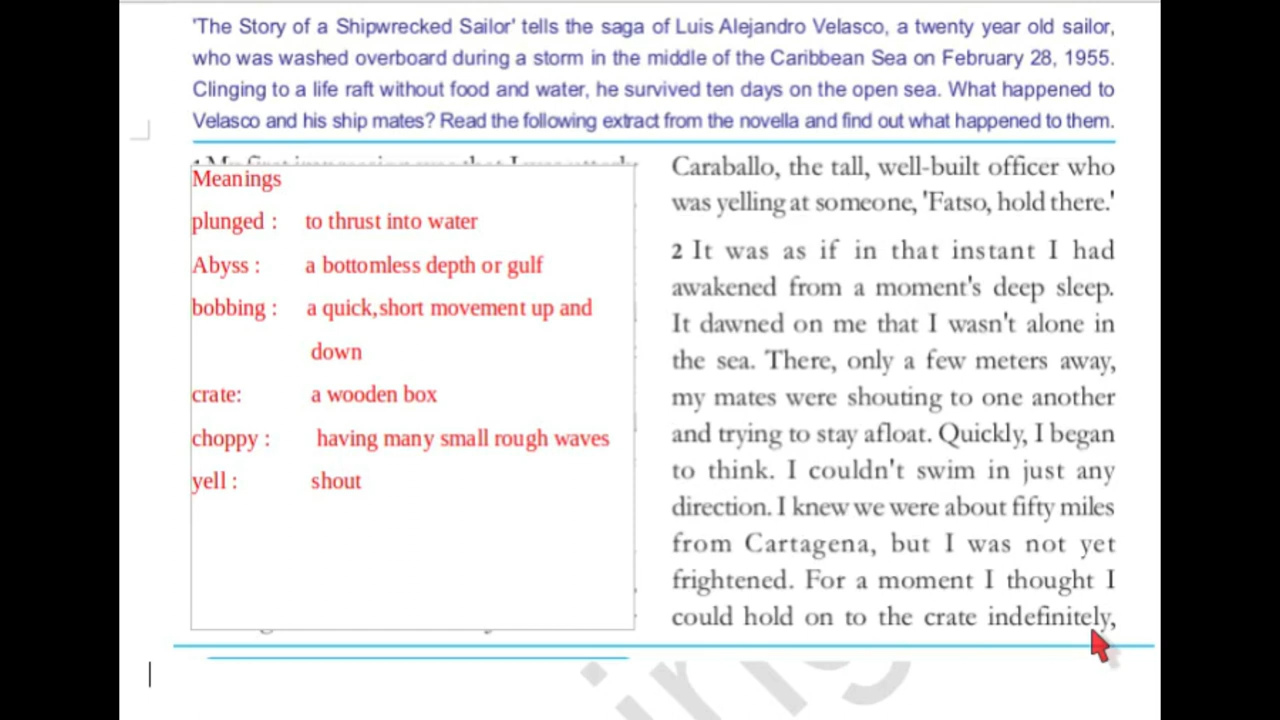 'The Story of a Shipwrecked Sailor' tells the saga of Luis Alejandro Velasco, a twenty year old sailor,
who was washed overboard during a storm in the middle of the Caribbean Sea on February 28, 1955.
Clinging to a life raft without food and water, he survived ten days on the open sea. What happened to
Velasco and his ship mates? Read the following extract from the novella and find out what happened to them.
Meanings
plunged : to thrust into water
Abyss : a bottomless depth or gulf
bobbing : a quick,short movement up and
down
crate: a wooden box
choppy : having many small rough waves
yell : shout
Caraballo, the tall, well-built officer who
was yelling at someone, 'Fatso, hold there.'
2 It was as if in that instant I had
awakened from a moment's deep sleep.
It dawned on me that I wasn't alone in
the sea. There, only a few meters away,
my mates were shouting to one another
and trying to stay afloat. Quickly, I began
to think. I couldn't swim in just any
direction. I knew we were about fifty miles
from Cartagena, but I was not yet
frightened. For a moment I thought I
could hold on to the crate indefinitely,